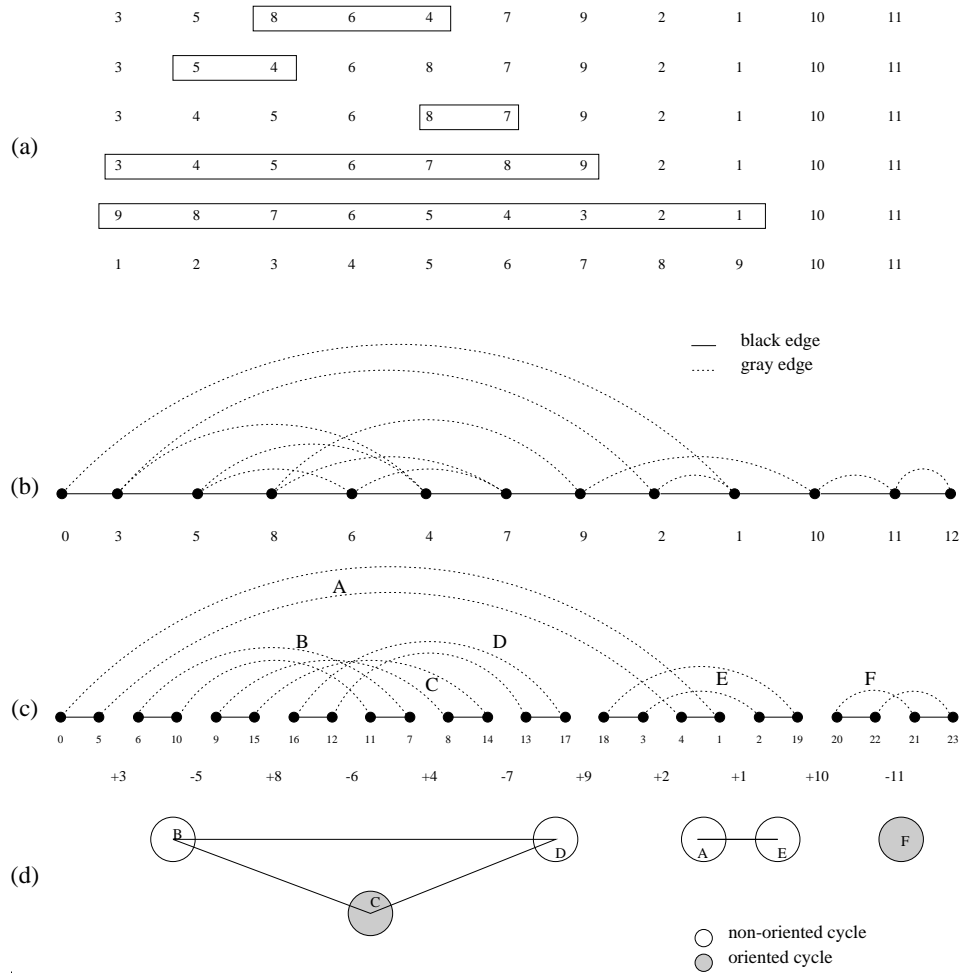 3 5 8 6 4 7 9 2 1 10 11
3 5 4 6 8 7 9 2 1 10 11
3 4 5 6 8 7 9 2 1 10 11
(a)
3 4 5 6 7 8 9 2 1 10 11
9 8 7 6 5 4 3 2 1 10 11
1 2 3 4 5 6 7 8 9 10 11
black edge
gray edge
(b)
0 3 5 8 6 4 7 9 2 1 10 11 12
A
B D
C E F
(c)
0 5 6 10 9 15 16 12 11 7 8 14 13 17 18 3 4 1 2 19 20 22 21 23
+3 -5 +8 -6 +4 -7 +9 +2 +1 +10 -11
B D A E F
(d)
C
non-oriented cycle
oriented cycle